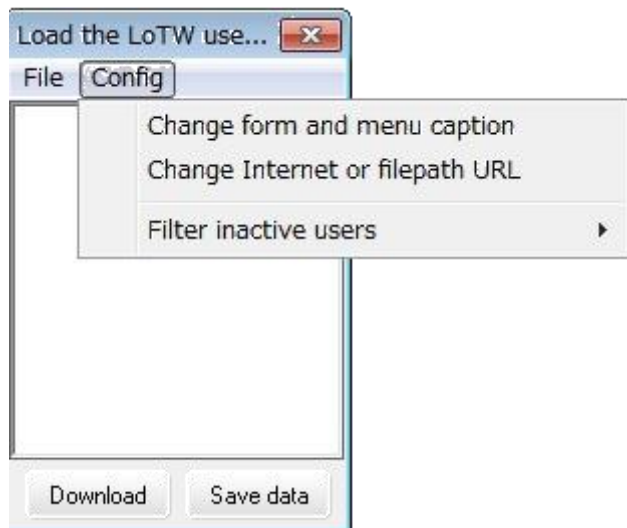 Load the LoTW use...
File Config
Change form and menu caption
Change Internet or filepath URL
Filter inactive users
Download Save data